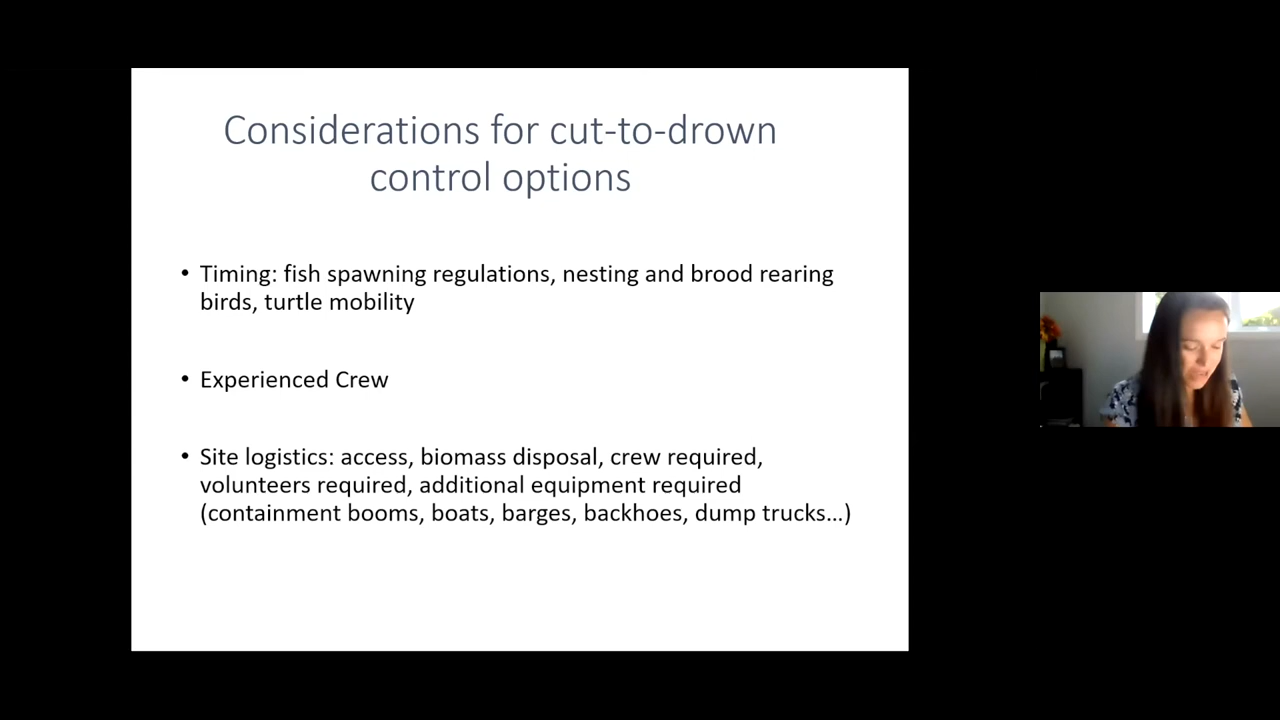 Considerations for cut-to-drown
control options
• Timing: fish spawning regulations, nesting and brood rearing
birds, turtle mobility
• Experienced Crew
• Site logistics: access, biomass disposal, crew required,
volunteers required, additional equipment required
(containment booms, boats, barges, backhoes, dump trucks…)